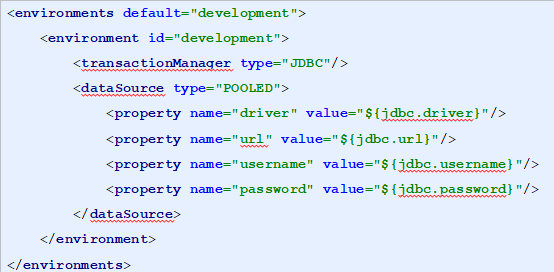 <environments default="development">
<environment id="development">
<transactionManager type="JDBC"/>
<dataSource type="POOLED">
<property name="driver" value="${jdbc.driver}"/>
<property name="url" value="${jdbc.url}"/>
<property name="username" value="${jdbc.username}"/>
<property name="password" value="${jdbc.password}"/>
</dataSource>
</environment>
</environments>